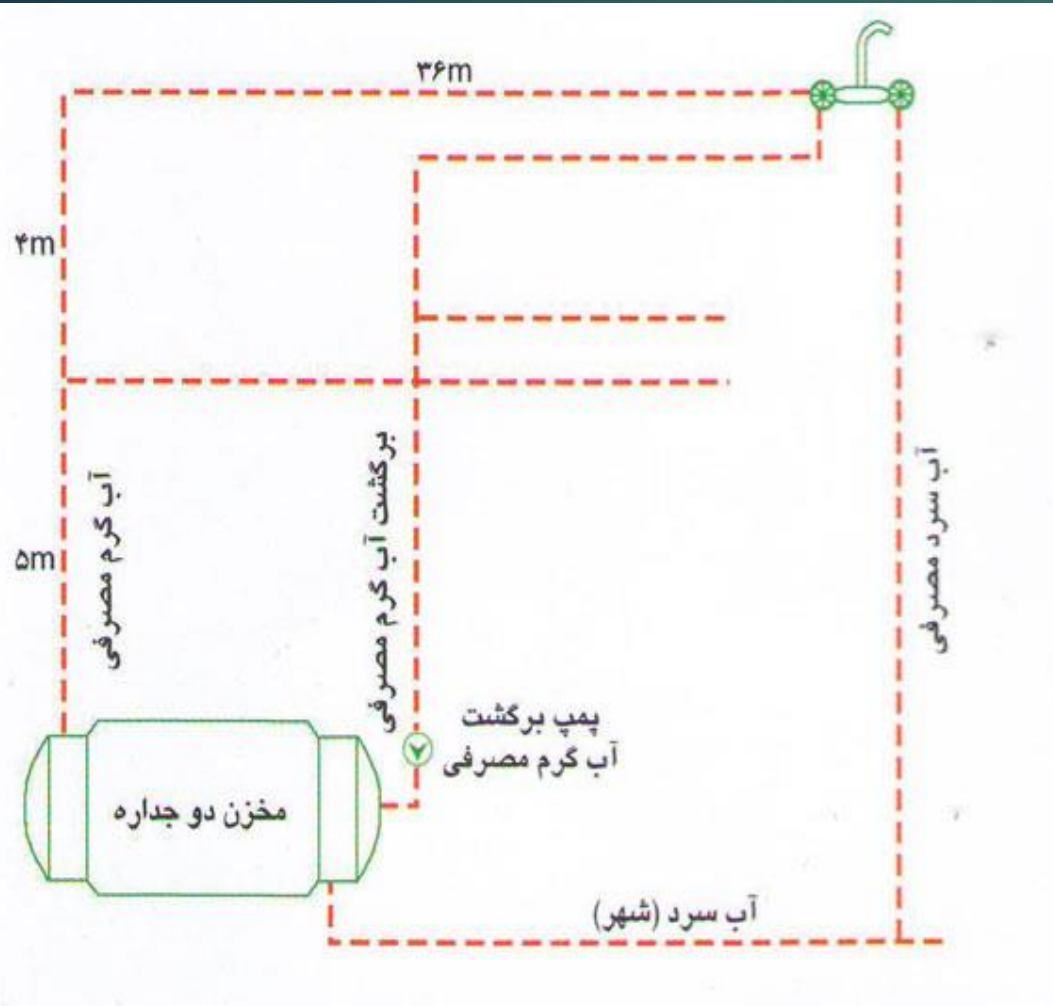 ۳۶m
۴m
۵m
آب گرم مصرفی
برگشت آب گرم مصرفی
آب سرد مصرفی
پمپ برگشت
آب گرم مصرفی
مخزن دو جداره
آب سرد (شهر)